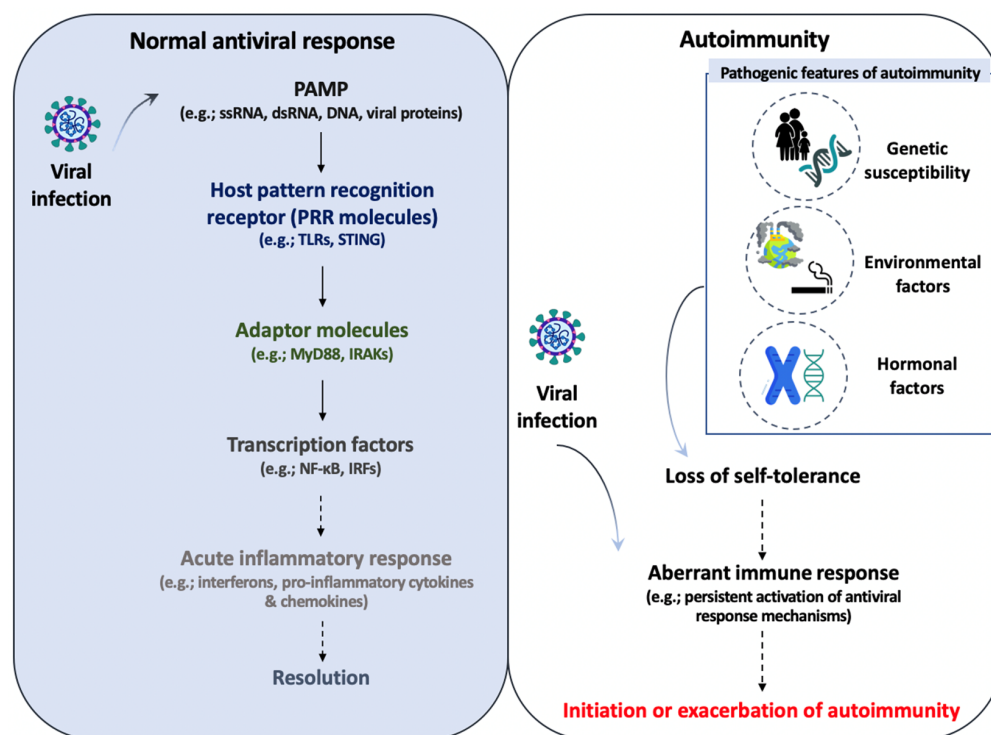 Normal antiviral response
PAMP
(e.g.; ssRNA, dsRNA, DNA, viral proteins)
Viral
infection
Host pattern recognition
receptor (PRR molecules)
(e.g.; TLRs, STING)
Adaptor molecules
(e.g.; MyD88, IRAKs)
Transcription factors
(e.g.; NF-κB, IRFs)
Acute inflammatory response
(e.g.; interferons, pro-inflammatory cytokines
& chemokines)
Resolution
Autoimmunity
Pathogenic features of autoimmunity
Genetic
susceptibility
Environmental
factors
Hormonal
factors
Viral
infection
Loss of self-tolerance
Aberrant immune response
(e.g.; persistent activation of antiviral
response mechanisms)
Initiation or exacerbation of autoimmunity